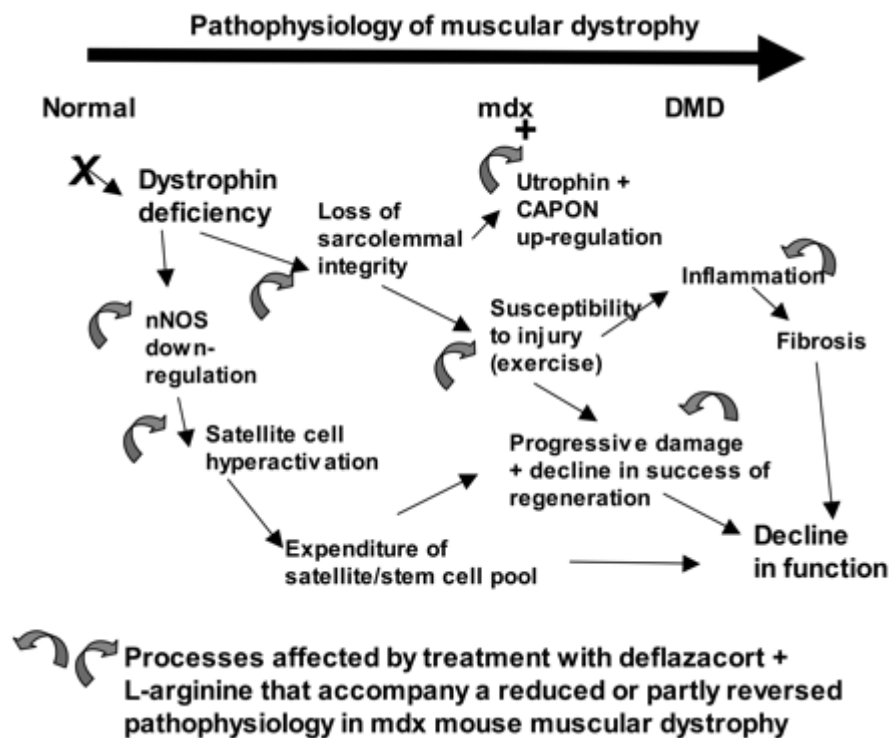 Pathophysiology of muscular dystrophy
Normal
mdx
DMD
+
X
Dystrophin
deficiency
Loss of
sarcolemmal
integrity
Utrophin +
CAPON
up-regulation
Inflammation
nNOS
down-
regulation
Susceptibility
to injury
(exercise)
Fibrosis
Satellite cell
hyperactivation
Progressive damage
+ decline in success of
regeneration
Expenditure of
satellite/stem cell pool
Decline
in function
Processes affected by treatment with deflazacort +
L-arginine that accompany a reduced or partly reversed
pathophysiology in mdx mouse muscular dystrophy